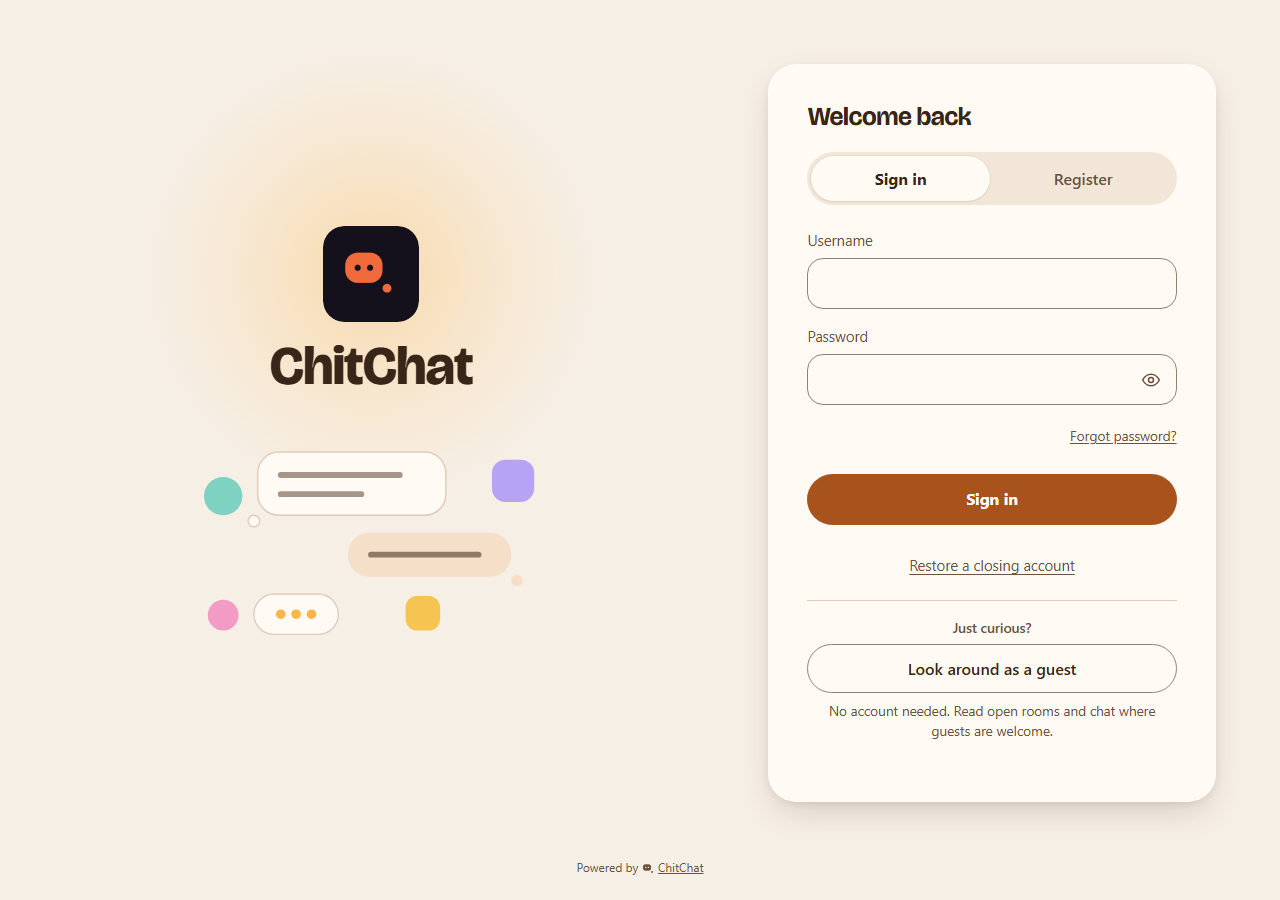 ChitChat
Welcome back
Sign in
Register
Username
Password
Forgot password?
Sign in
Restore a closing account
Just curious?
Look around as a guest
No account needed. Read open rooms and chat where
guests are welcome.
Powered by ChitChat